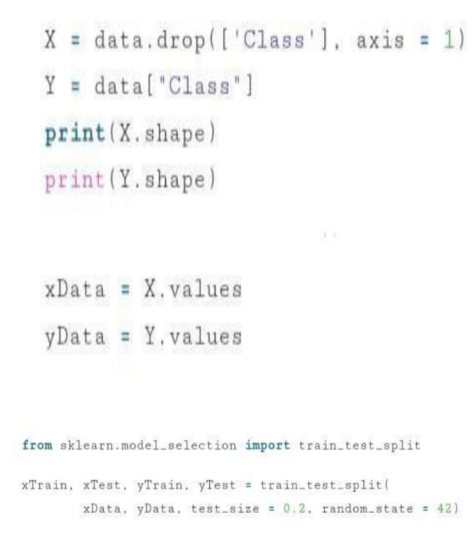 X = data.drop(['Class'], axis = 1)
Y = data["Class"]
print(X.shape)
print(Y.shape)
xData = X.values
yData = Y.values
from sklearn.model_selection import train_test_split
xTrain, xTest, yTrain, yTest = train_test_split(
xData, yData, test_size = 0.2, random_state = 42)